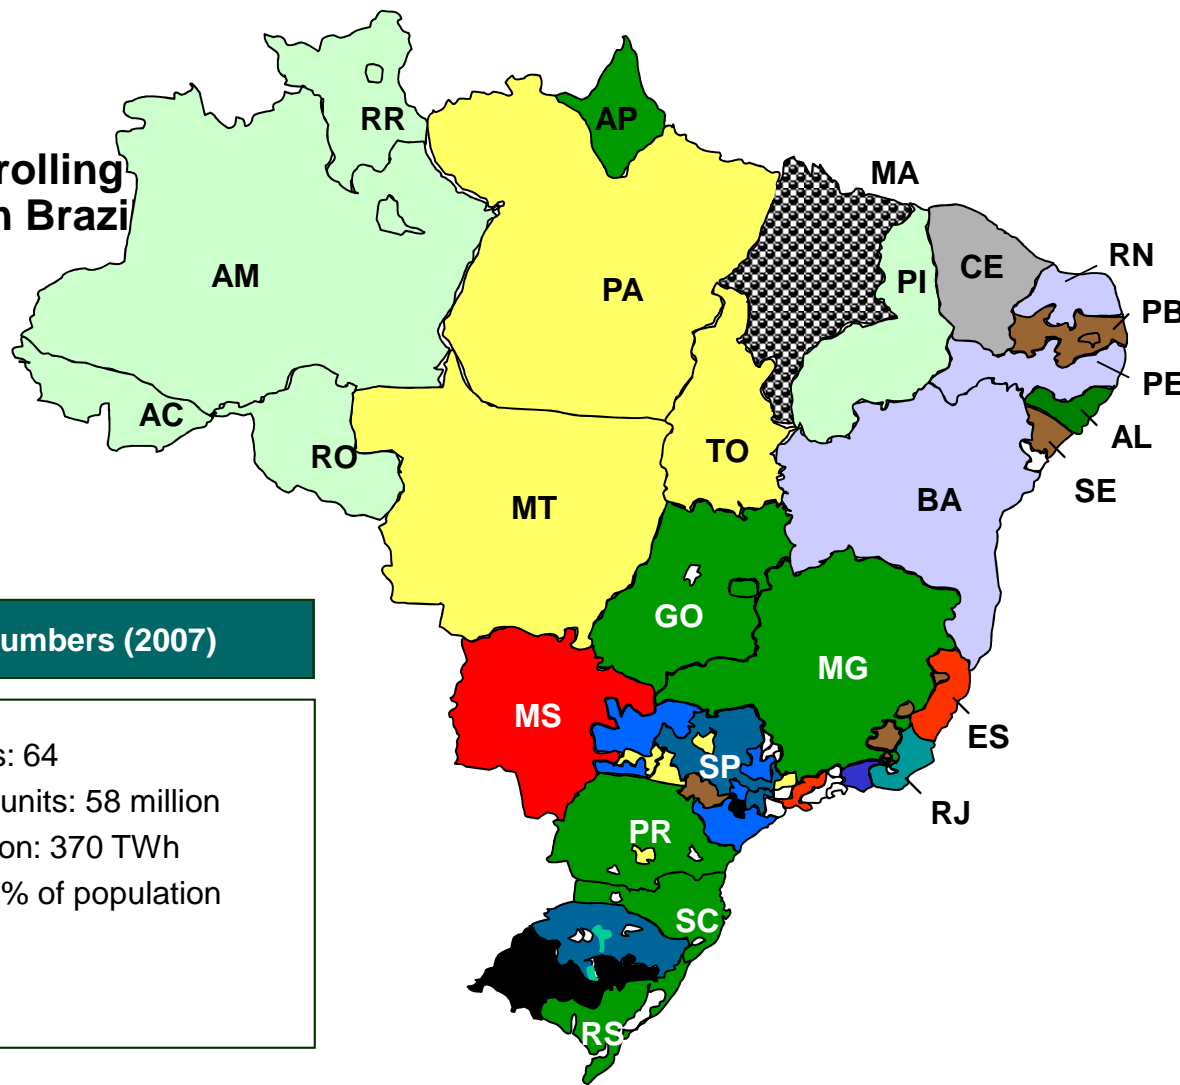 rolling
n Brazi
RR
AP
MA
AM
PA
PI
CE
RN
PB
PE
AC
RO
TO
AL
MT
BA
SE
umbers (2007)
GO
MG
MS
ES
SP
RJ
s: 64
units: 58 million
on: 370 TWh
% of population
PR
SC
RS